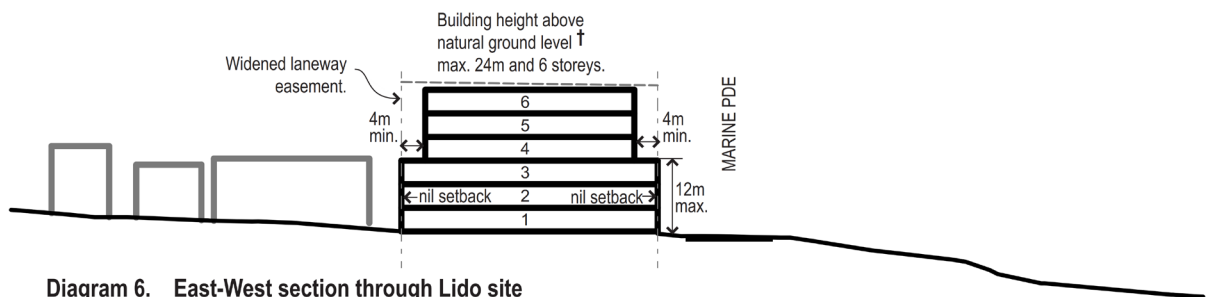 Building height above
natural ground level †
max. 24m and 6 storeys.
Widened laneway
easement.
4m
min.
6
5
4
3
2
1
4m
min.
nil setback
nil setback
12m
max.
MARINE PDE
Diagram 6. East-West section through Lido site